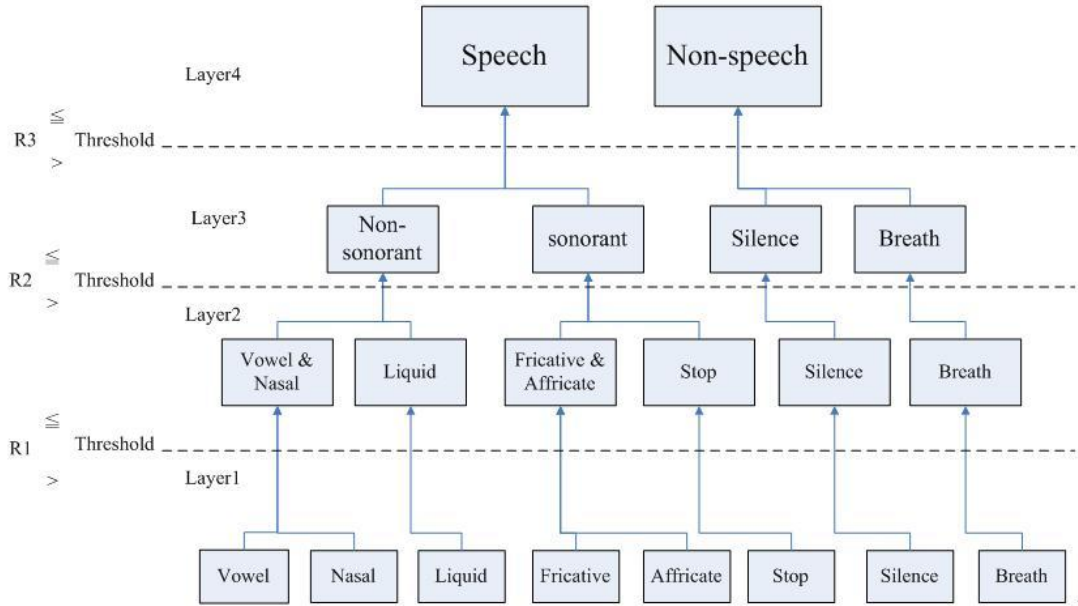 Speech
Non-speech
Layer4
≦
R3
Threshold
>
Layer3
Non-
sonorant
sonorant
Silence
Breath
≦
R2
Threshold
>
Layer2
Vowel &
Nasal
Liquid
Fricative &
Affricate
Stop
Silence
Breath
≦
R1
Threshold
>
Layer1
Vowel
Nasal
Liquid
Fricative
Affricate
Stop
Silence
Breath